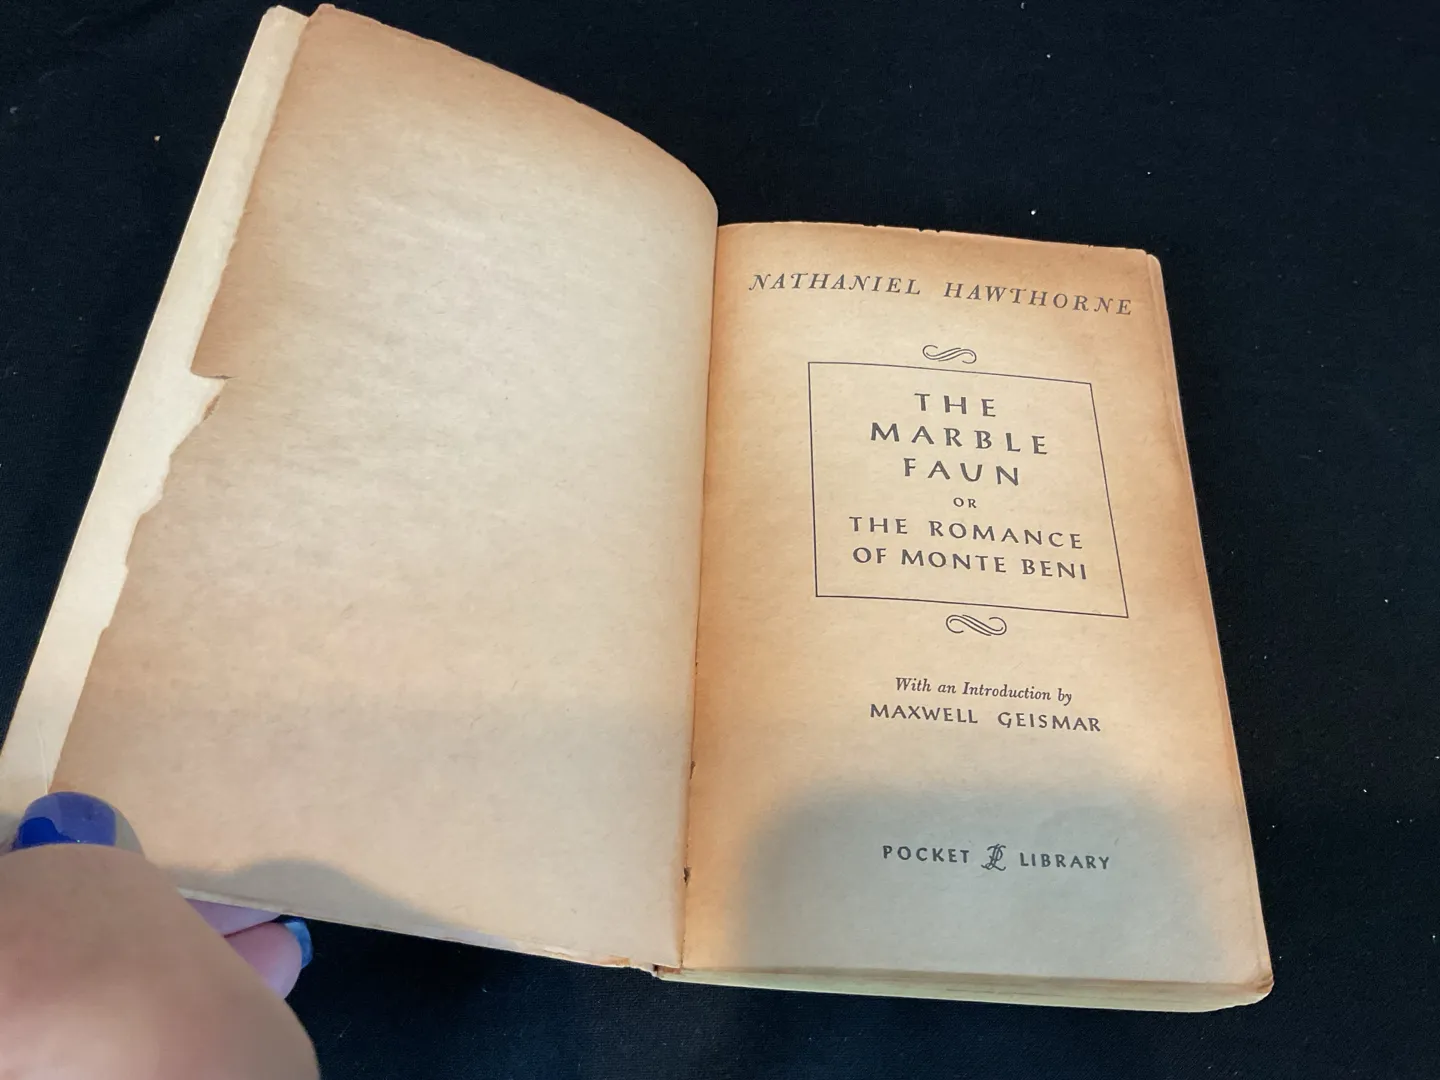 NATHANIEL HAWTHORNE
THE
MARBLE
FAUN
OR
THE ROMANCE
OF MONTE BENI
With an Introduction by
MAXWELL GEISMAR
POCKET PL LIBRARY